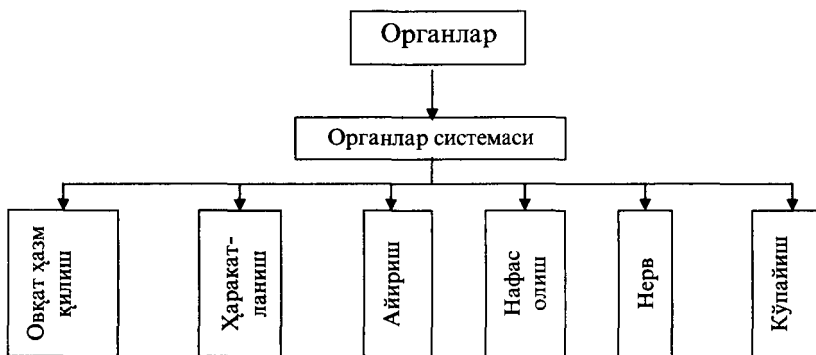 Органлар
Органлар системаси
Овқат ҳазм
қилиш
Ҳаракат-
ланиш
Айириш
Нафас
олиш
Нерв
Кўпайиш